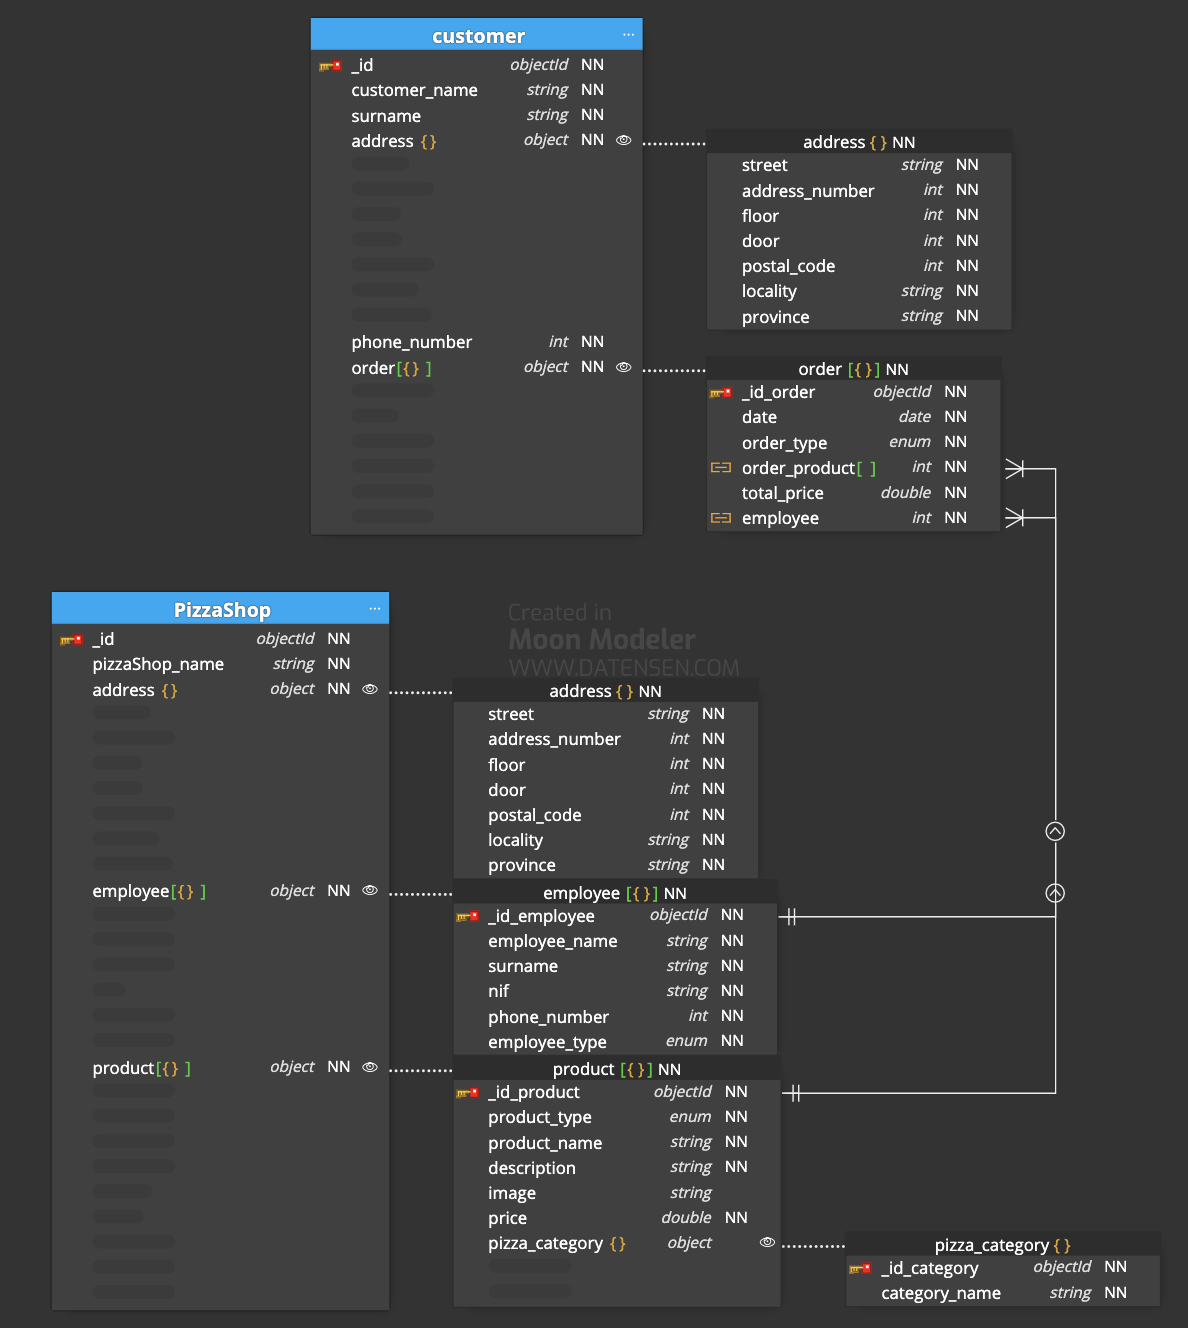 customer ...
_id objectId NN
customer_name string NN
surname string NN
address {} object NN
phone_number int NN
order[{} ] object NN
address { } NN
street string NN
address_number int NN
floor int NN
door int NN
postal_code int NN
locality string NN
province string NN
order [{ }] NN
_id_order objectId NN
date date NN
order_type enum NN
order_product[ ] int NN
total_price double NN
employee int NN
Created in
Moon Modeler
WWW.DATENSEN.COM
PizzaShop ...
_id objectId NN
pizzaShop_name string NN
address {} object NN
employee[{} ] object NN
product[{} ] object NN
address { } NN
street string NN
address_number int NN
floor int NN
door int NN
postal_code int NN
locality string NN
province string NN
employee [{ }] NN
_id_employee objectId NN
employee_name string NN
surname string NN
nif string NN
phone_number int NN
employee_type enum NN
product [{ }] NN
_id_product objectId NN
product_type enum NN
product_name string NN
description string NN
image string
price double NN
pizza_category {} object
pizza_category { }
_id_category objectId NN
category_name string NN